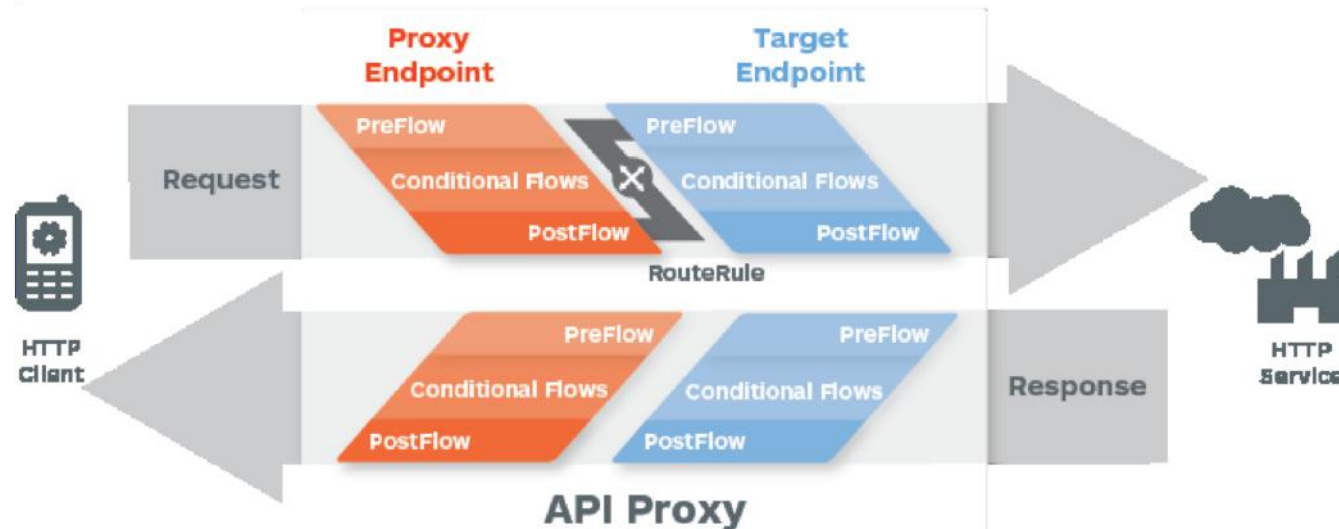 Proxy
Endpoint
Target
Endpoint
Request
PreFlow
Conditional Flows
PostFlow
PreFlow
Conditional Flows
PostFlow
RouteRule
HTTP
Client
HTTP
Service
PreFlow
Conditional Flows
PostFlow
PreFlow
Conditional Flows
PostFlow
Response
API Proxy